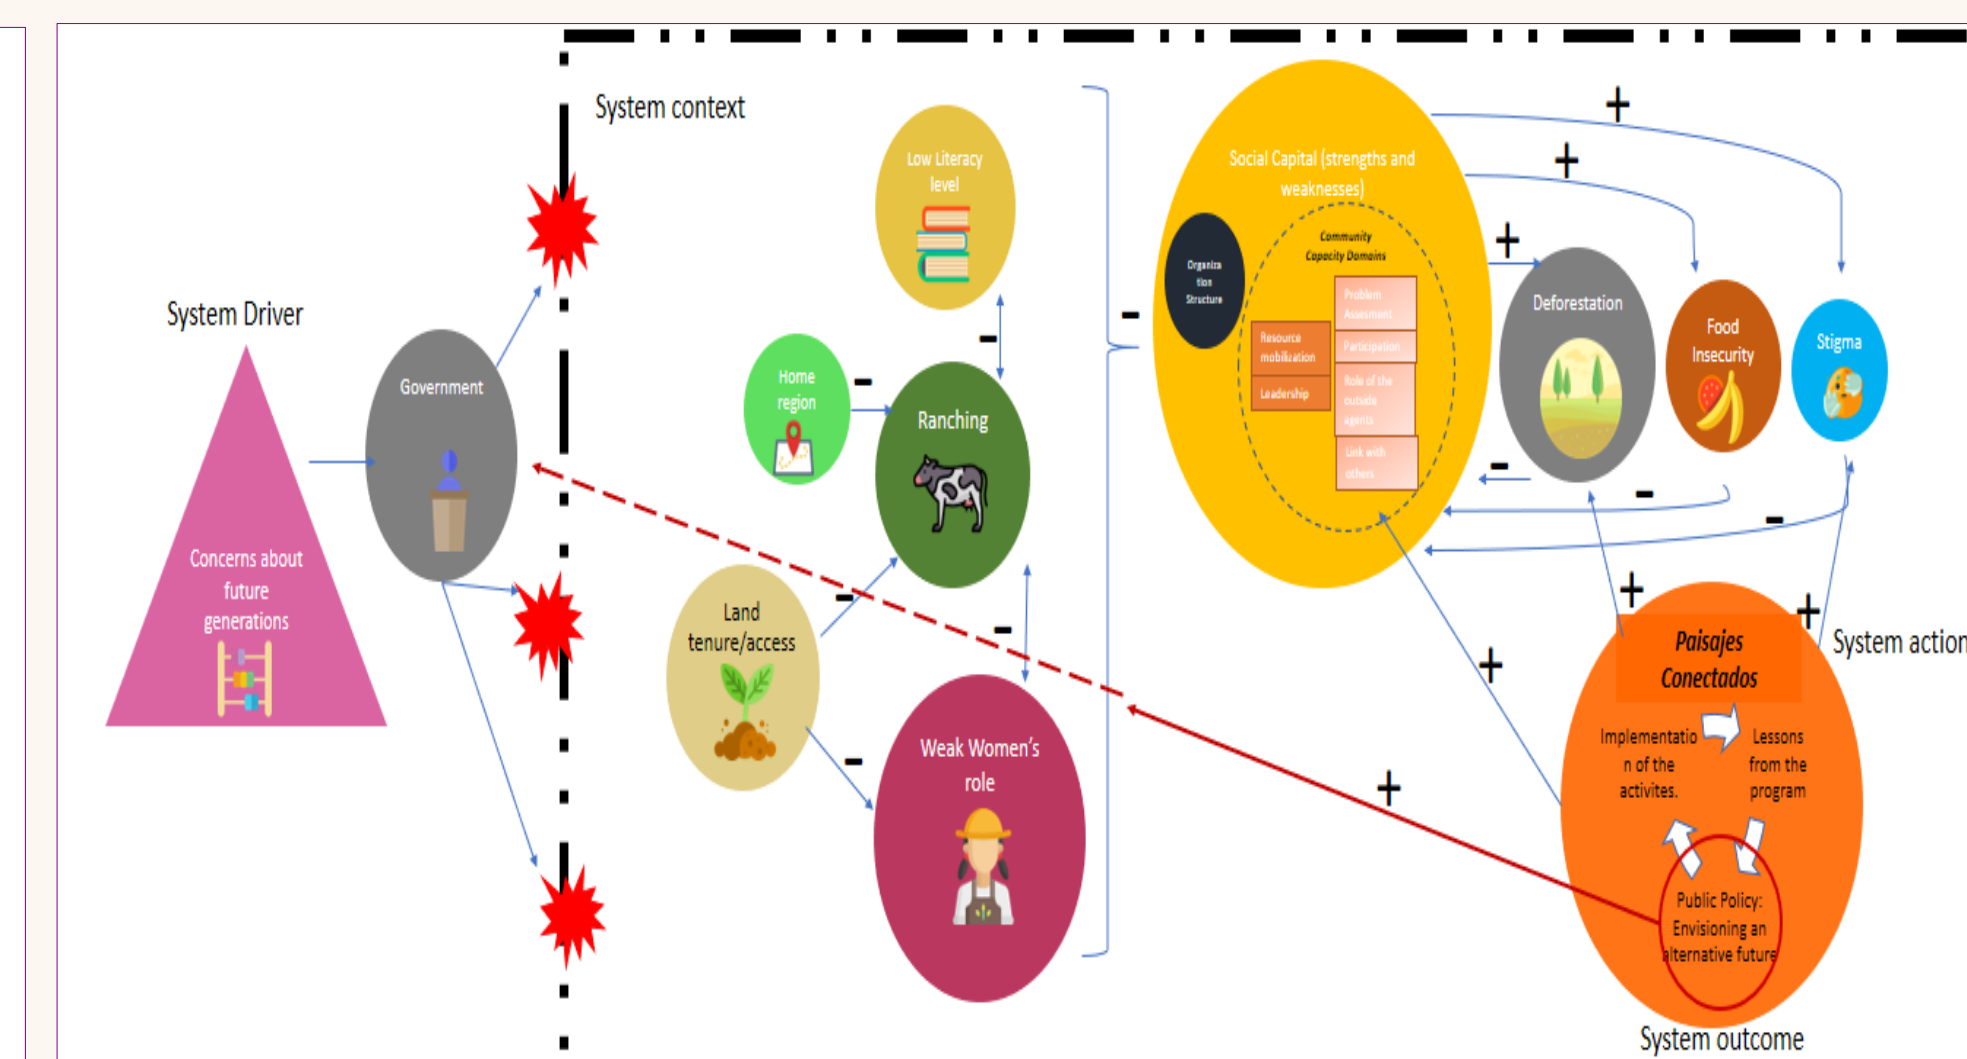 System context
System Driver
Concerns about
future
generations
Government
Low Literacy
level
Home
region
Ranching
Land
tenure/access
Weak Women's
role
-
-
-
-
-
-
Social Capital (strengths and
weaknesses)
Organiza
tion
Structure
Community
Capacity Domains
Resource
mobilization
Leadership
Problem
Assesment
Participation
Role of the
outside
agents
Link with
others
+
+
+
Deforestation
Food
Insecurity
Stigma
-
-
-
+
+
+
+
Paisajes
Conectados
System action
Implementatio
n of the
activites.
Lessons
from the
program
Public Policy:
Envisioning an
alternative future
System outcome